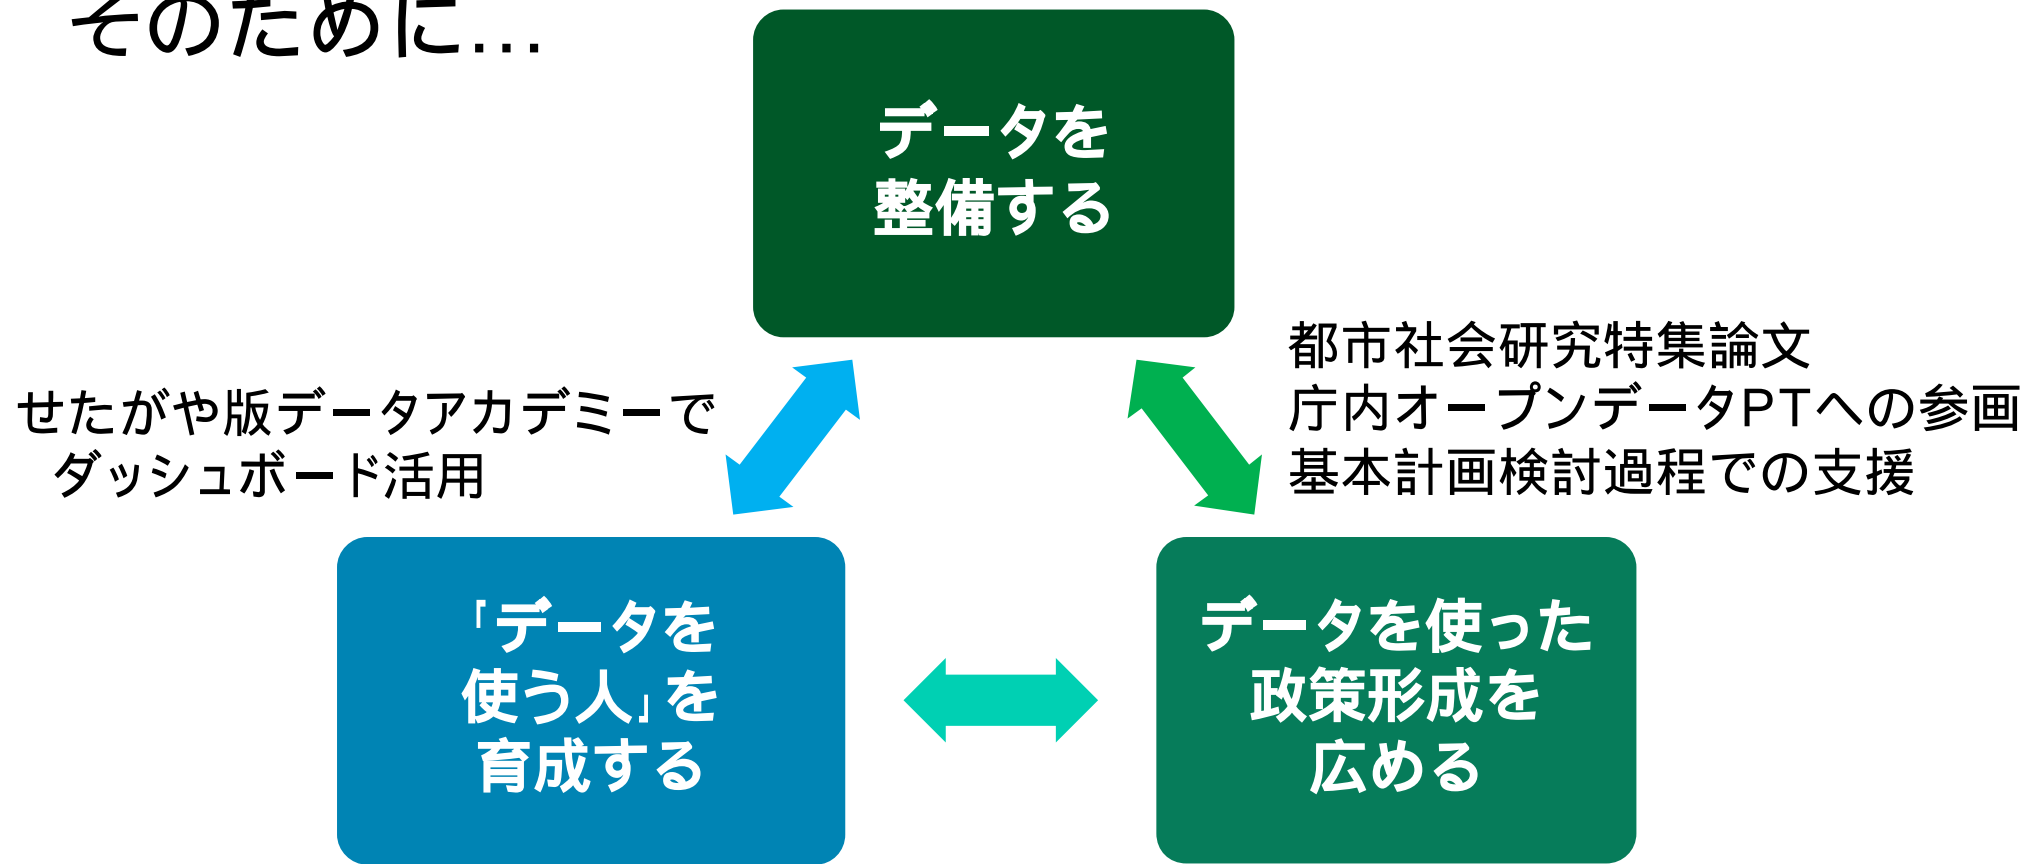 そのために…
データを
整備する
せたがや版データアカデミーで
ダッシュボード活用
都市社会研究特集論文
庁内オープンデータPTへの参画
基本計画検討過程での支援
「データを
使う人」を
育成する
データを使った
政策形成を
広める